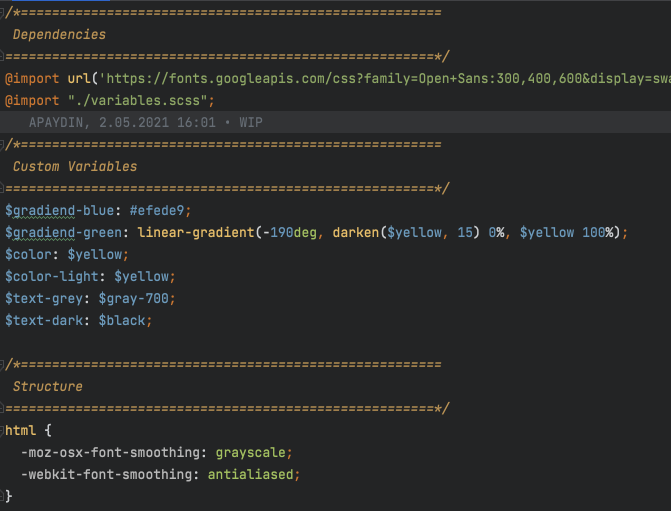 /*======================================================
Dependencies
=======================================================*/
@import url('https://fonts.googleapis.com/css?family=Open+Sans:300,400,600&display=swa
@import "./variables.scss";
APAYDIN, 2.05.2021 16:01 • WIP
/*======================================================
Custom Variables
=======================================================*/
$gradiend-blue: #efede9;
$gradiend-green: linear-gradient(-190deg, darken($yellow, 15) 0%, $yellow 100%);
$color: $yellow;
$color-light: $yellow;
$text-grey: $gray-700;
$text-dark: $black;
/*======================================================
Structure
=======================================================*/
html {
-moz-osx-font-smoothing: grayscale;
-webkit-font-smoothing: antialiased;
}